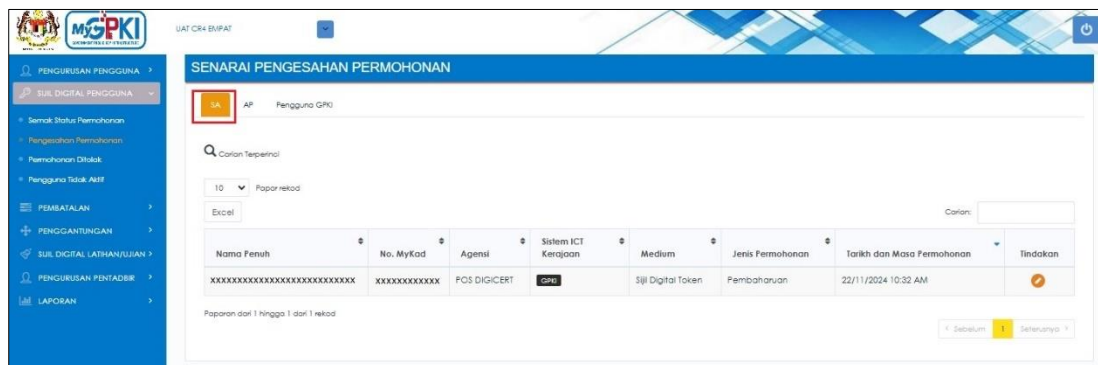 MyGPKI
UAT CR4 EMPAT
PENGURUSAN PENGGUNA
SIJIL DIGITAL PENGGUNA
Semak Status Permohonan
Pengesahan Permohonan
Permohonan Ditolak
Pengguna Tidak Aktif
PEMBATALAN
PENGGANTUNGAN
SIJIL DIGITAL LATIHAN/UJIAN
PENGURUSAN PENTADBIR
LAPORAN
SENARAI PENGESAHAN PERMOHONAN
SA AP Pengguna GPKI
Carian Terperinci
10 Papar rekod
Excel Carian:
Nama Penuh No. MyKad Agensi Sistem ICT Kerajaan Medium Jenis Permohonan Tarikh dan Masa Permohonan Tindakan
XXXXXXXXXXXXXXXXXXXXXXXXXXX XXXXXXXXXXXX POS DIGICERT GPKI Sijil Digital Token Pembaharuan 22/11/2024 10:32 AM
Paparan dari 1 hingga 1 dari 1 rekod
Sebelum 1 Seterusnya